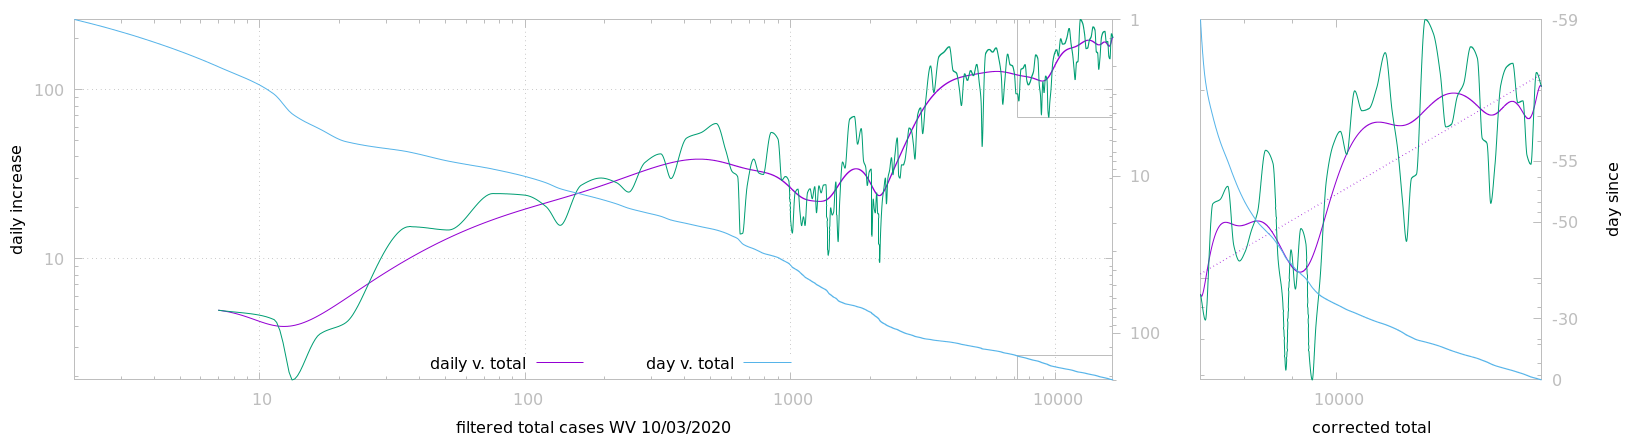 1
-59
100
-55
10
-50
daily increase
day since
10
-30
100
daily v. total
day v. total
0
10
100
1000
10000
10000
filtered total cases WV 10/03/2020
corrected total